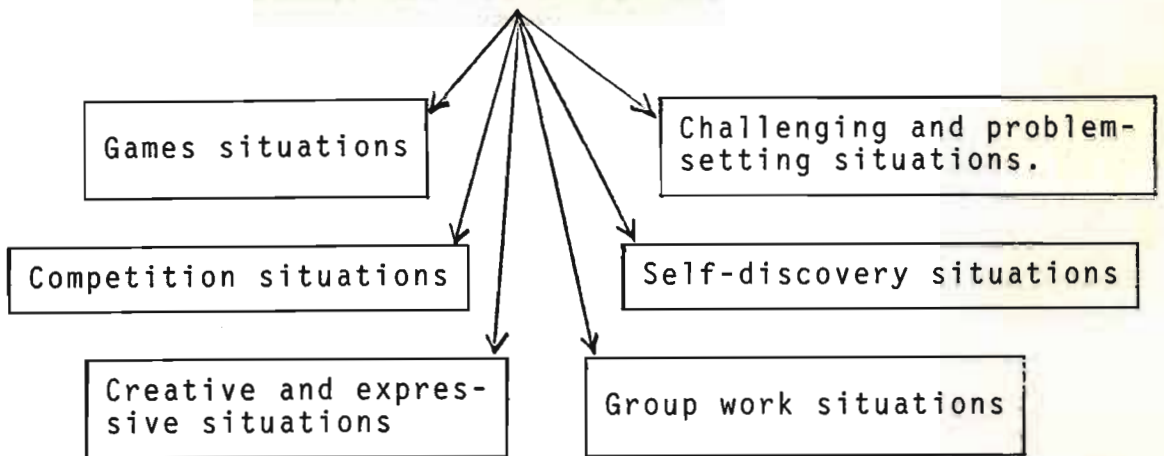 Games situations
Challenging and problem-
setting situations.
Competition situations
Self-discovery situations
Creative and expres-
sive situations
Group work situations